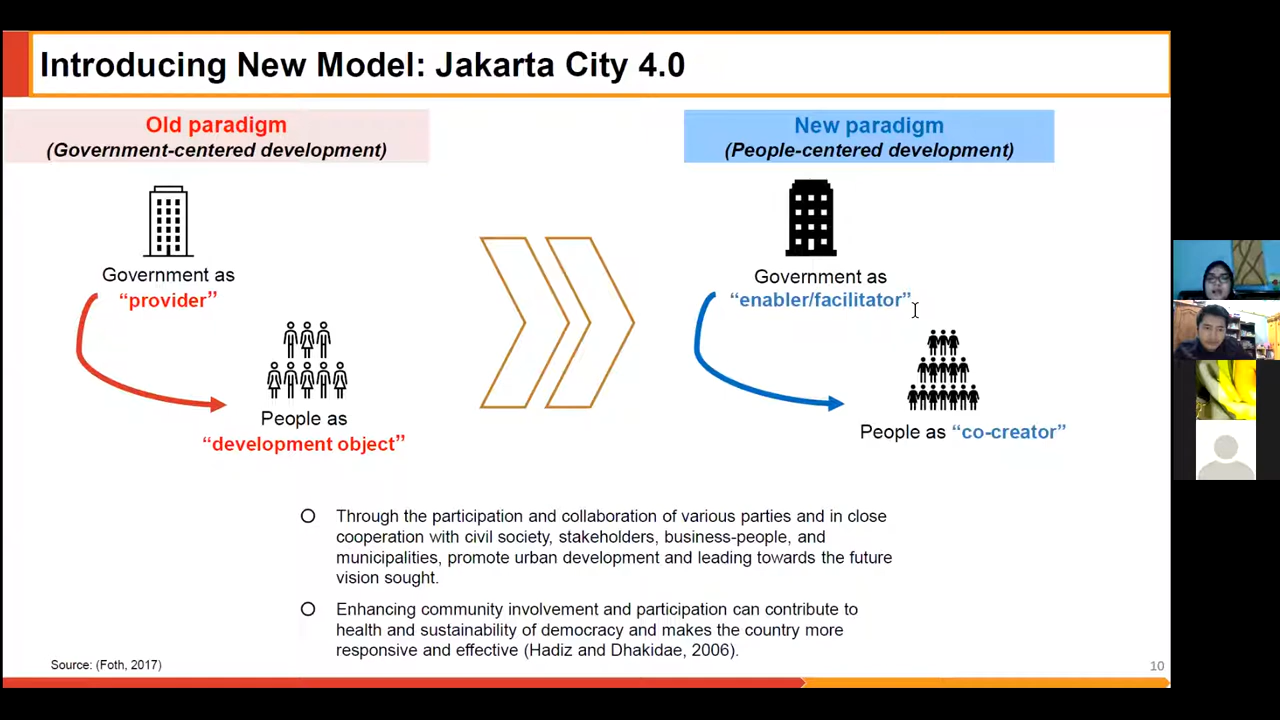 Introducing New Model: Jakarta City 4.0
Old paradigm
(Government-centered development)
Government as
“provider”
People as
“development object”
New paradigm
(People-centered development)
Government as
“enabler/facilitator”
People as “co-creator”
Through the participation and collaboration of various parties and in close
cooperation with civil society, stakeholders, business-people, and
municipalities, promote urban development and leading towards the future
vision sought.
Enhancing community involvement and participation can contribute to
health and sustainability of democracy and makes the country more
responsive and effective (Hadiz and Dhakidae, 2006).
Source: (Foth, 2017)
10